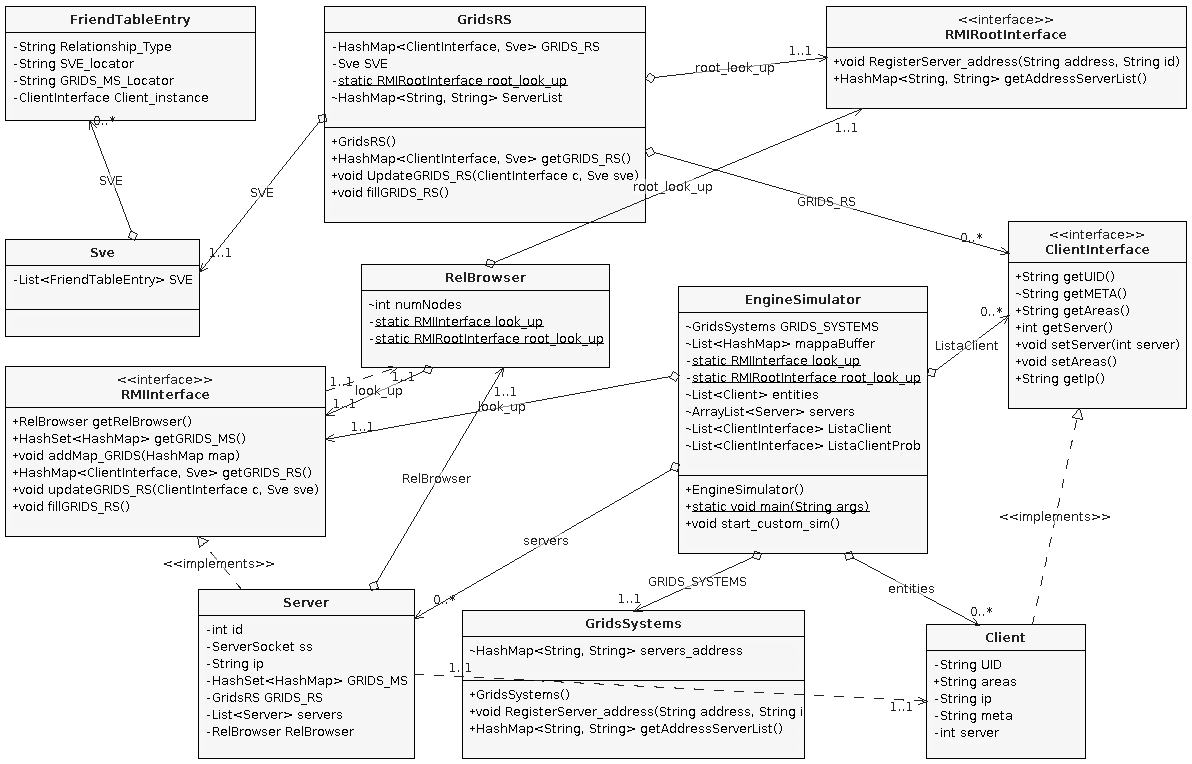 FriendTableEntry
-String Relationship_Type
-String SVE_locator
-String GRIDS_MS_Locator
-ClientInterface Client_instance
GridsRS
-HashMap<ClientInterface, Sve> GRIDS_RS
-Sve SVE
-static RMIRootInterface root_look_up
~HashMap<String, String> ServerList
+GridsRS()
+HashMap<ClientInterface, Sve> getGRIDS_RS()
+void UpdateGRIDS_RS(ClientInterface c, Sve sve)
+void fillGRIDS_RS()
<<interface>>
RMIRootInterface
+void RegisterServer_address(String address, String id)
+HashMap<String, String> getAddressServerList()
1..1
root_look_up
0..*
1..1
SVE
SVE
root_look_up
GRIDS_RS
0..*
1..1
Sve
-List<FriendTableEntry> SVE
<<interface>>
ClientInterface
+String getUID()
~String getMETA()
+String getAreas()
+int getServer()
+void setServer(int server)
+void setAreas()
+String getIp()
RelBrowser
~int numNodes
-static RMIInterface look_up
-static RMIRootInterface root_look_up
EngineSimulator
~GridsSystems GRIDS_SYSTEMS
~List<HashMap> mappaBuffer
-static RMIInterface look_up
-static RMIRootInterface root_look_up
~List<Client> entities
~ArrayList<Server> servers
~List<ClientInterface> ListaClient
~List<ClientInterface> ListaClientProb
+EngineSimulator()
+static void main(String args)
+void start_custom_sim()
0..*
ListaClient
<<interface>>
RMIInterface
+RelBrowser getRelBrowser()
+HashSet<HashMap> getGRIDS_MS()
+void addMap_GRIDS(HashMap map)
+HashMap<ClientInterface, Sve> getGRIDS_RS()
+void updateGRIDS_RS(ClientInterface c, Sve sve)
+void fillGRIDS_RS()
1..1
1..1
look_up
1..1
1..1
look_up
1..1
RelBrowser
<<implements>>
servers
<<implements>>
GRIDS_SYSTEMS
entities
1..1
0..*
0..*
Server
-int id
-ServerSocket ss
-String ip
-HashSet<HashMap> GRIDS_MS
-GridsRS GRIDS_RS
-List<Server> servers
-RelBrowser RelBrowser
GridsSystems
~HashMap<String, String> servers_address
+GridsSystems()
+void RegisterServer_address(String address, String i
+HashMap<String, String> getAddressServerList()
1..1
1..1
Client
-String UID
+String areas
-String ip
-String meta
-int server